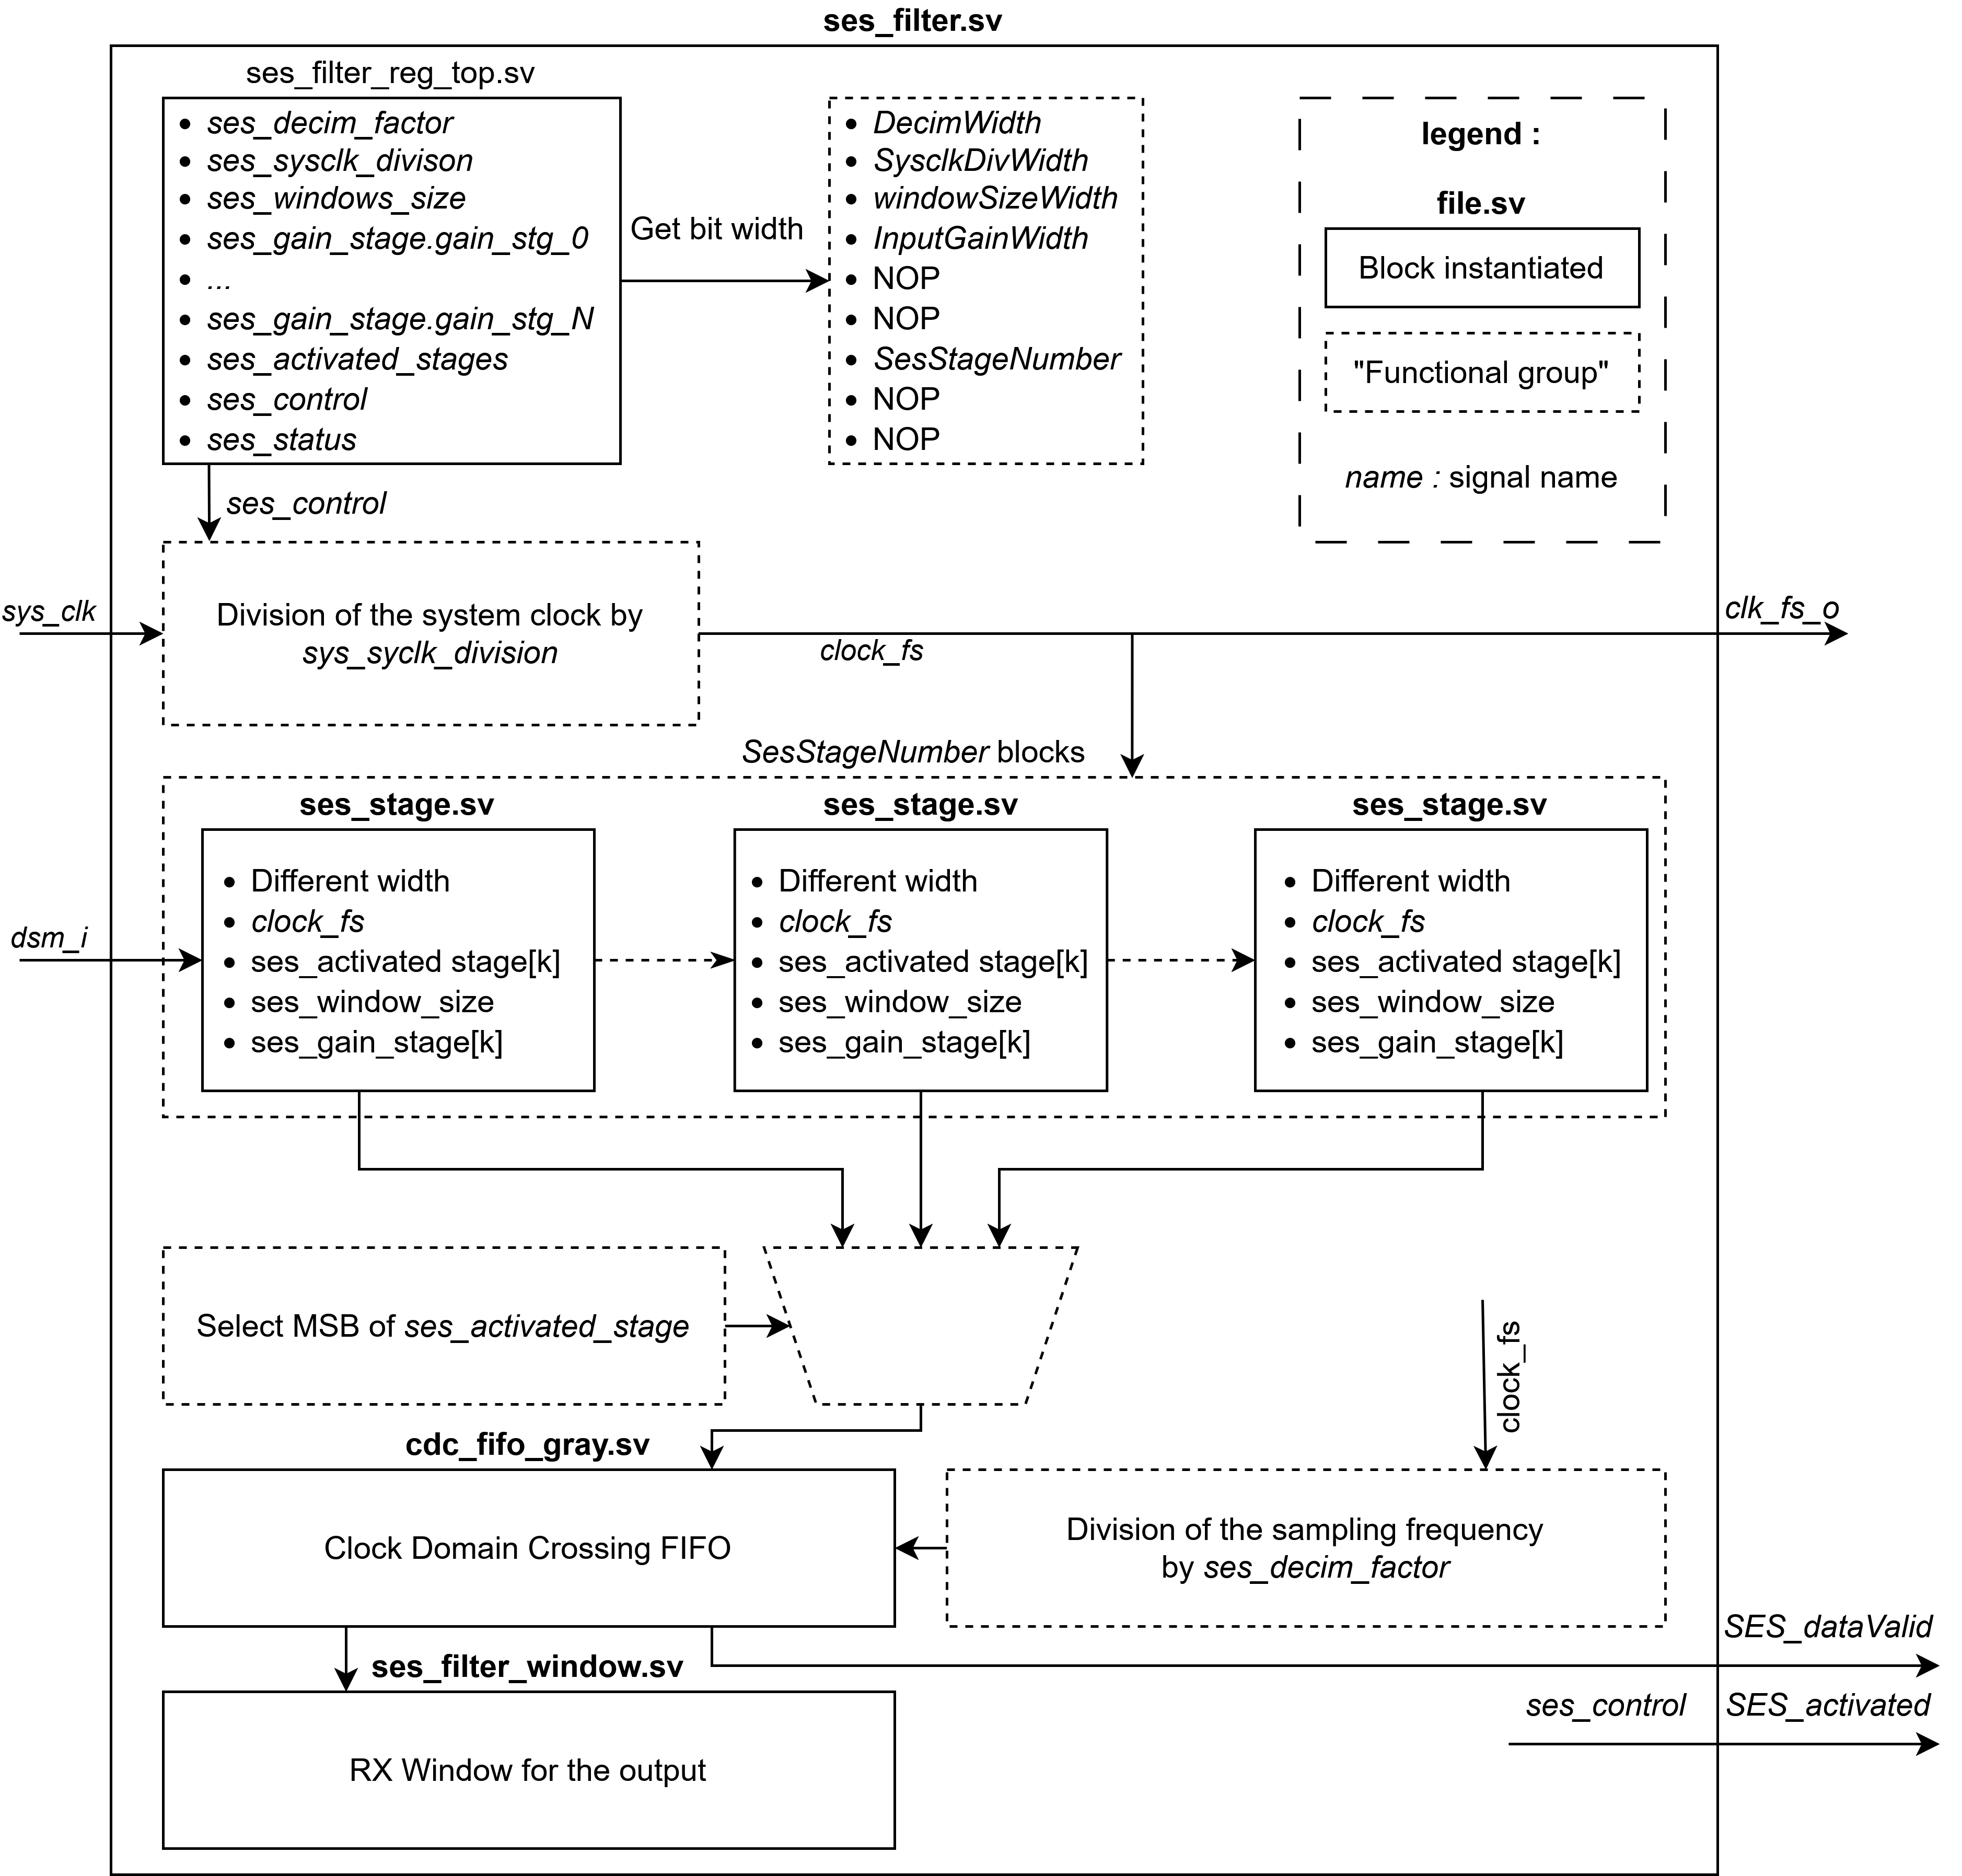 ses_filter.sv
ses_filter_reg_top.sv
• ses_decim_factor
• ses_sysclk_divison
• ses_windows_size
• ses_gain_stage.gain_stg_0
• ...
• ses_gain_stage.gain_stg_N
• ses_activated_stages
• ses_control
• ses_status
Get bit width
• DecimWidth
• SysclkDivWidth
• windowSizeWidth
• InputGainWidth
• NOP
• NOP
• SesStageNumber
• NOP
• NOP
legend :
file.sv
Block instantiated
"Functional group"
name : signal name
ses_control
sys_clk
Division of the system clock by
sys_syclk_division
clock_fs
clk_fs_o
SesStageNumber blocks
ses_stage.sv
• Different width
• clock_fs
• ses_activated stage[k]
• ses_window_size
• ses_gain_stage[k]
ses_stage.sv
• Different width
• clock_fs
• ses_activated stage[k]
• ses_window_size
• ses_gain_stage[k]
ses_stage.sv
• Different width
• clock_fs
• ses_activated stage[k]
• ses_window_size
• ses_gain_stage[k]
dsm_i
Select MSB of ses_activated_stage
clock_fs
cdc_fifo_gray.sv
Clock Domain Crossing FIFO
Division of the sampling frequency
by ses_decim_factor
SES_dataValid
ses_filter_window.sv
RX Window for the output
ses_control
SES_activated